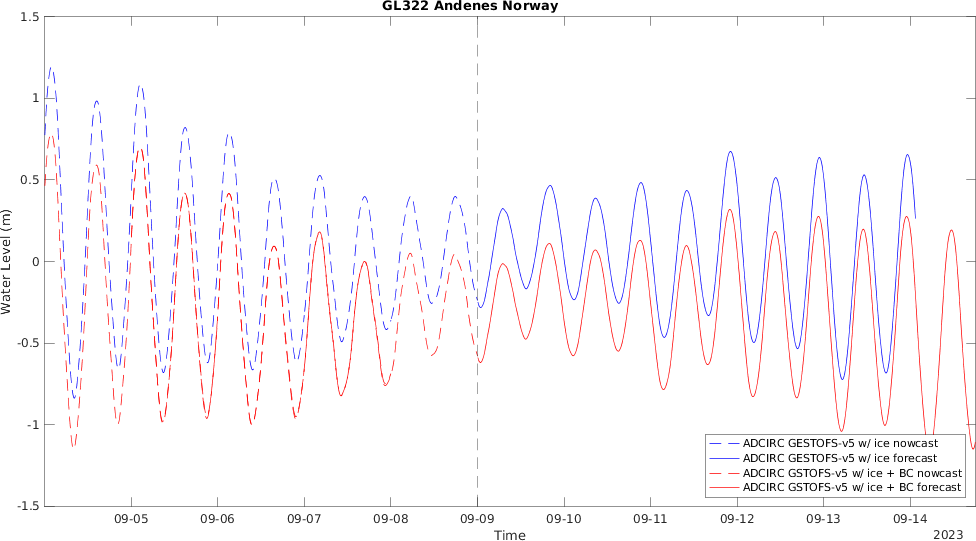 GL322 Andenes Norway
1.5
1
0.5
0
-0.5
-1
-1.5
Water Level (m)
09-05 09-06 09-07 09-08 09-09 09-10 09-11 09-12 09-13 09-14
Time
2023
ADCIRC GESTOFS-v5 w/ ice nowcast
ADCIRC GESTOFS-v5 w/ ice forecast
ADCIRC GSTOFS-v5 w/ ice + BC nowcast
ADCIRC GSTOFS-v5 w/ ice + BC forecast